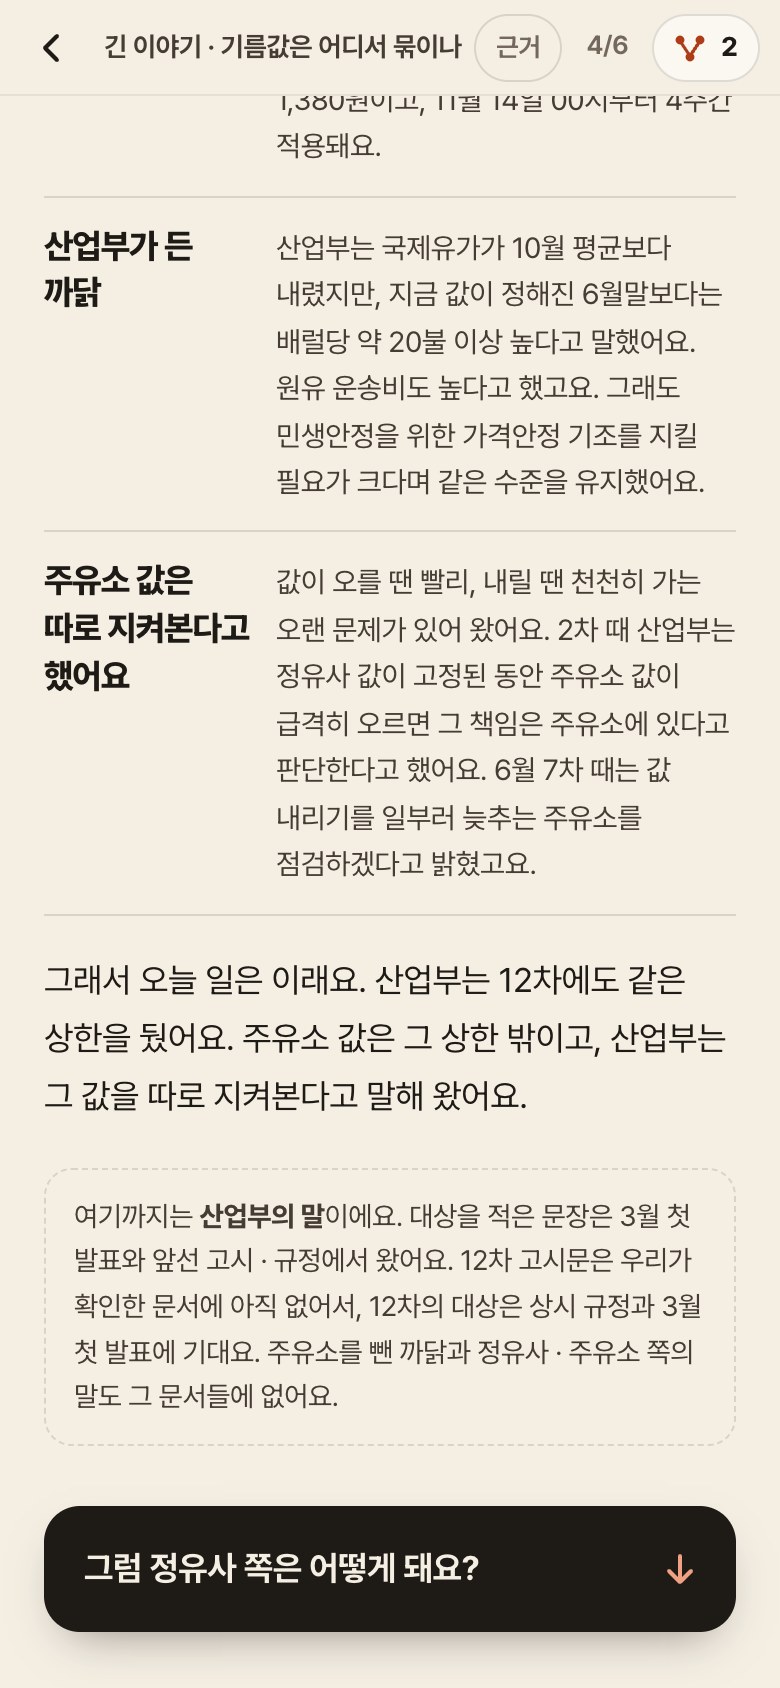 긴 이야기 · 기름값은 어디서 묶이나
근거
4/6
2
1,380원이고, 11월 14일 00시부터 4주간
적용돼요.
산업부가 든
까닭
산업부는 국제유가가 10월 평균보다
내렸지만, 지금 값이 정해진 6월말보다는
배럴당 약 20불 이상 높다고 말했어요.
원유 운송비도 높다고 했고요. 그래도
민생안정을 위한 가격안정 기조를 지킬
필요가 크다며 같은 수준을 유지했어요.
주유소 값은
따로 지켜본다고
했어요
값이 오를 땐 빨리, 내릴 땐 천천히 가는
오랜 문제가 있어 왔어요. 2차 때 산업부는
정유사 값이 고정된 동안 주유소 값이
급격히 오르면 그 책임은 주유소에 있다고
판단한다고 했어요. 6월 7차 때는 값
내리기를 일부러 늦추는 주유소를
점검하겠다고 밝혔고요.
그래서 오늘 일은 이래요. 산업부는 12차에도 같은
상한을 뒀어요. 주유소 값은 그 상한 밖이고, 산업부는
그 값을 따로 지켜본다고 말해 왔어요.
여기까지는 산업부의 말이에요. 대상을 적은 문장은 3월 첫
발표와 앞선 고시 · 규정에서 왔어요. 12차 고시문은 우리가
확인한 문서에 아직 없어서, 12차의 대상은 상시 규정과 3월
첫 발표에 기대요. 주유소를 뺀 까닭과 정유사 · 주유소 쪽의
말도 그 문서들에 없어요.
그럼 정유사 쪽은 어떻게 돼요?